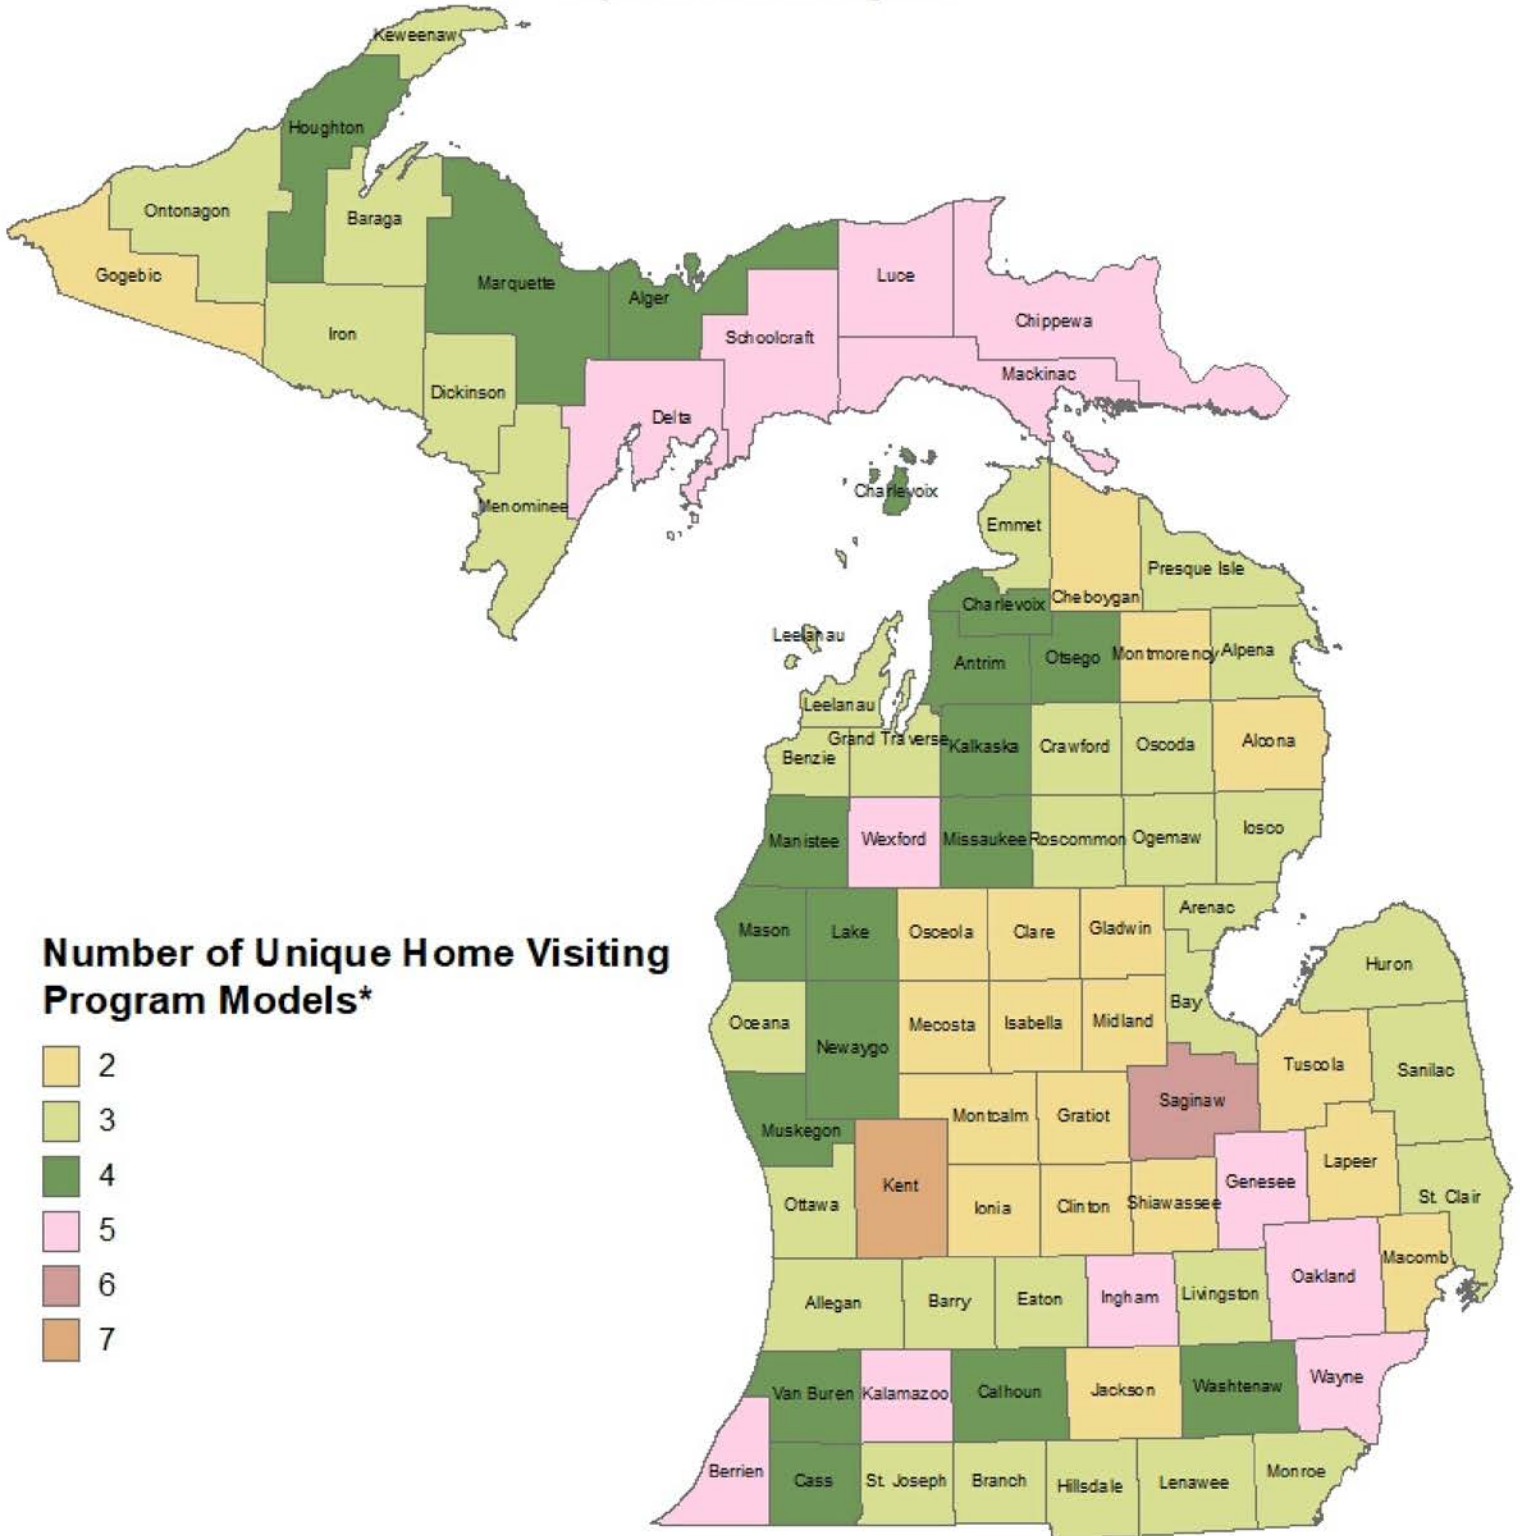 Keweenaw
Houghton
Ontonagon
Baraga
Gogebic
Marquette
Alger
Luce
Iron
Schoolcraft
Chippewa
Mackinac
Dickinson
Delta
Menominee
Charlevoix
Emmet
Presque Isle
Cheboygan
Charlevoix
Leelanau
Antrim
Otsego
Montmorency
Alpena
Leelanau
Grand Traverse
Kalkaska
Crawford
Oscoda
Alcona
Benzie
Manistee
Wexford
Missaukee
Roscommon
Ogemaw
Iosco
Mason
Lake
Osceola
Clare
Gladwin
Arenac
Huron
Number of Unique Home Visiting
Program Models*
Oceana
Newaygo
Mecosta
Isabella
Midland
Bay
Tuscola
Sanilac
2
3
4
5
6
7
Muskegon
Montcalm
Gratiot
Saginaw
Ottawa
Kent
Ionia
Clinton
Shiawassee
Genesee
Lapeer
St. Clair
Allegan
Barry
Eaton
Ingham
Livingston
Oakland
Macomb
Van Buren
Kalamazoo
Calhoun
Jackson
Washtenaw
Wayne
Berrien
Cass
St. Joseph
Branch
Hillsdale
Lenawee
Monroe